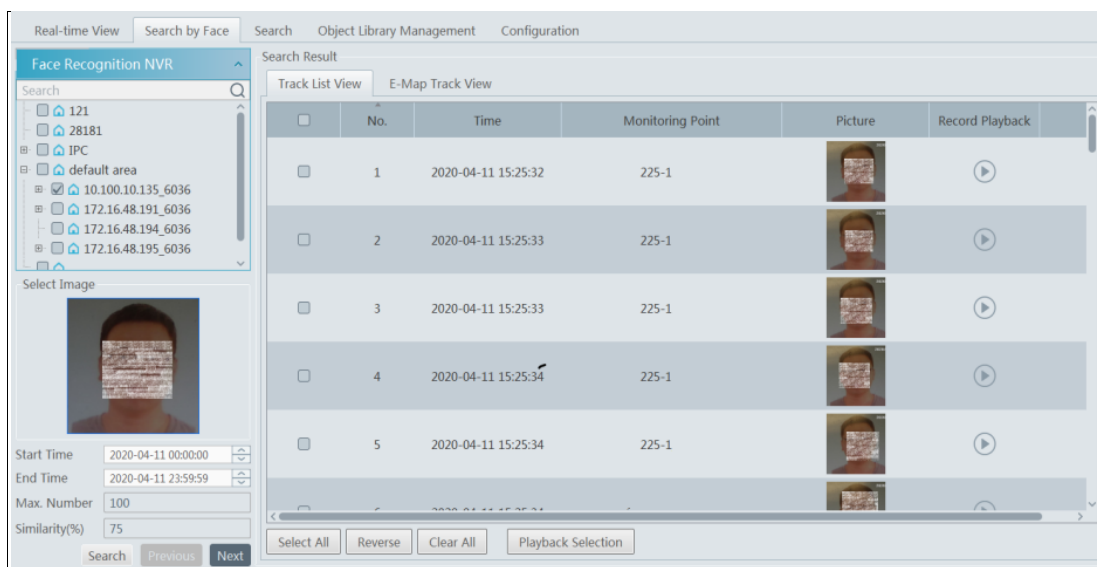 Real-time View Search by Face Search Object Library Management Configuration
Face Recognition NVR
Search
121
28181
IPC
default area
10.100.10.135_6036
172.16.48.191_6036
172.16.48.194_6036
172.16.48.195_6036
Select Image
Start Time 2020-04-11 00:00:00
End Time 2020-04-11 23:59:59
Max. Number 100
Similarity(%) 75
Search Previous Next
Search Result
Track List View E-Map Track View
No. Time Monitoring Point Picture Record Playback
1 2020-04-11 15:25:32 225-1
2 2020-04-11 15:25:33 225-1
3 2020-04-11 15:25:33 225-1
4 2020-04-11 15:25:34 225-1
5 2020-04-11 15:25:34 225-1
Select All Reverse Clear All Playback Selection